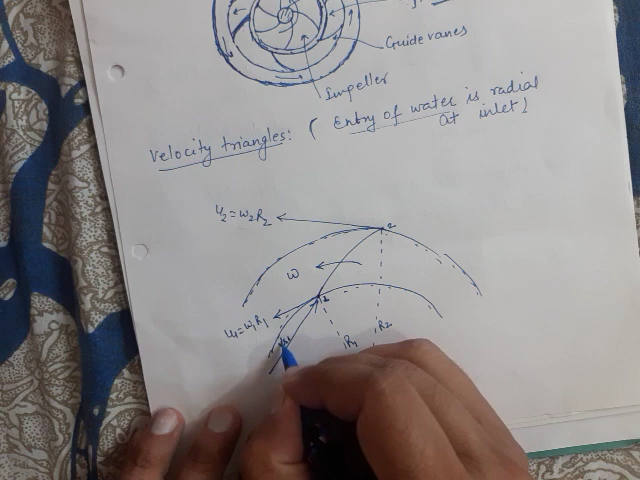 Guide vanes
Impeller
Velocity triangles: ( Entry of water is radial
at inlet)
u2=ω2R2
2
ω
1
u1=ω1R1
R1
R2